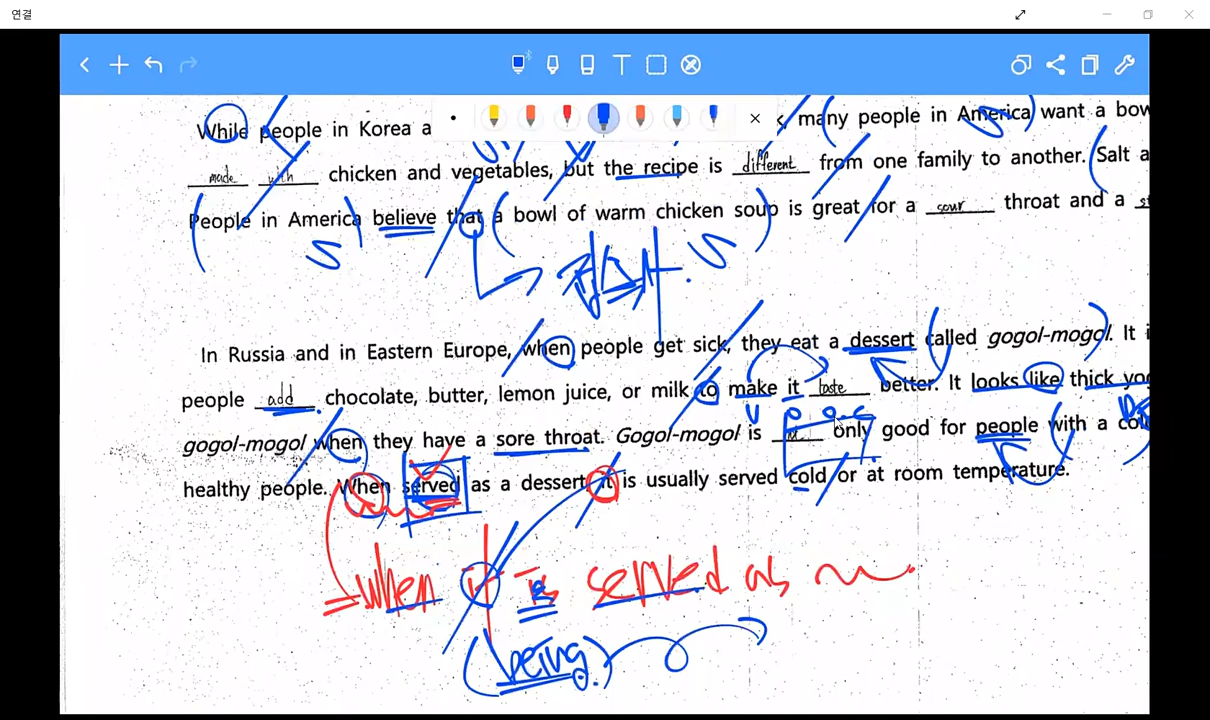 연결
While people in Korea a , many people in America want a bow
made with chicken and vegetables, but the recipe is different from one family to another. Salt a
People in America believe that a bowl of warm chicken soup is great for a sour throat and a s
S S
접속사.
In Russia and in Eastern Europe, when people get sick, they eat a dessert called gogol-mogol. It i
people add chocolate, butter, lemon juice, or milk to make it taste better. It looks like thick yo
V O O.C
gogol-mogol when they have a sore throat. Gogol-mogol is only good for people with a col
healthy people. When served as a dessert, it is usually served cold or at room temperature.
=when it is served as
(being).